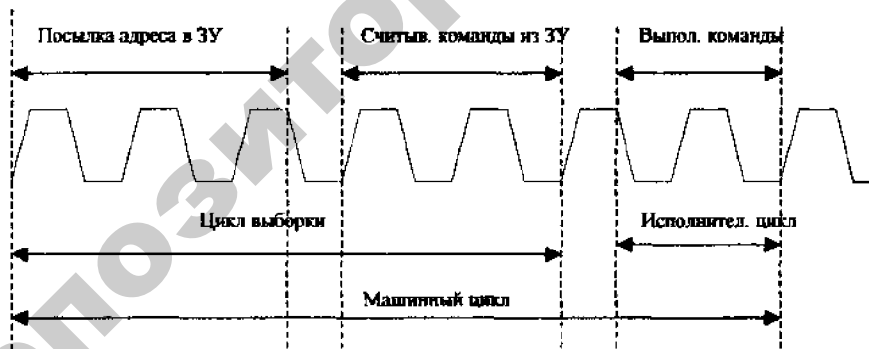 Посылка адреса в ЗУ
Считыв. команды из ЗУ
Выпол. команды
Цикл выборки
Исполнител. цикл
Машинный цикл